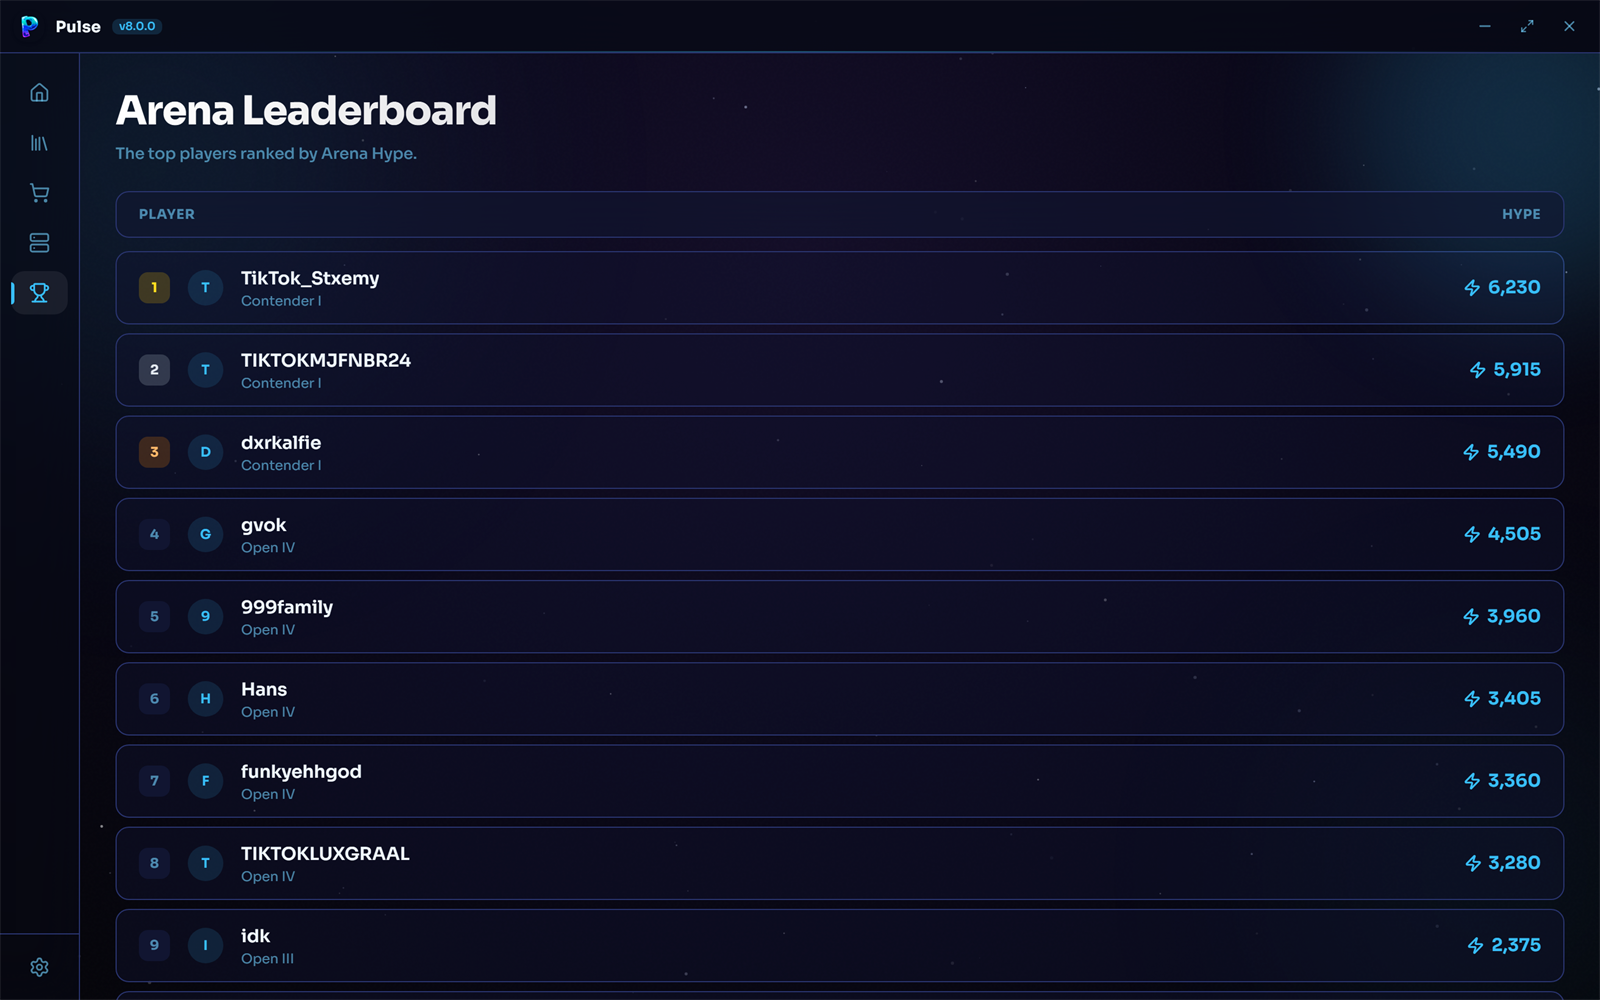 Pulse v8.0.0
Arena Leaderboard
The top players ranked by Arena Hype.
PLAYER HYPE
1 T TikTok_Stxemy 6,230
Contender I
2 T TIKTOKMJFNBR24 5,915
Contender I
3 D dxrkalfie 5,490
Contender I
4 G gvok 4,505
Open IV
5 9 999family 3,960
Open IV
6 H Hans 3,405
Open IV
7 F funkyehhgod 3,360
Open IV
8 T TIKTOKLUXGRAAL 3,280
Open IV
9 I idk 2,375
Open III